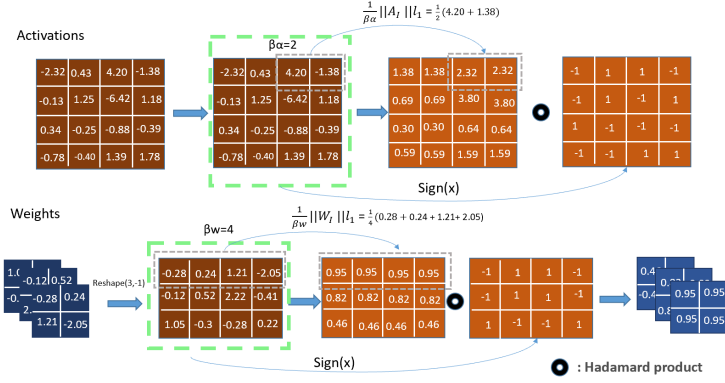 1/βα ||A_I||l₁ = 1/2 (4.20 + 1.38)
Activations
βα=2
-2.32 0.43 4.20 -1.38
-0.13 1.25 -6.42 1.18
0.34 -0.25 -0.88 -0.39
-0.78 -0.40 1.39 1.78
-2.32 0.43 4.20 -1.38
-0.13 1.25 -6.42 1.18
0.34 -0.25 -0.88 -0.39
-0.78 -0.40 1.39 1.78
1.38 1.38 2.32 2.32
0.69 0.69 3.80 3.80
0.30 0.30 0.64 0.64
0.59 0.59 1.59 1.59
-1 1 1 -1
-1 1 -1 1
1 -1 -1 -1
-1 -1 1 1
Sign(x)
Weights
1/βw ||W_I||l₁ = 1/4 (0.28 + 0.24 + 1.21 + 2.05)
βw=4
-0.12 0.52
-0.28 0.24
1.21 -2.05
Reshape(3,-1)
-0.28 0.24 1.21 -2.05
-0.12 0.52 2.22 -0.41
1.05 -0.3 -0.28 0.22
0.95 0.95 0.95 0.95
0.82 0.82 0.82 0.82
0.46 0.46 0.46 0.46
-1 1 1 -1
-1 1 1 -1
1 -1 -1 1
0.95 0.95
0.95 0.95
Sign(x)
: Hadamard product